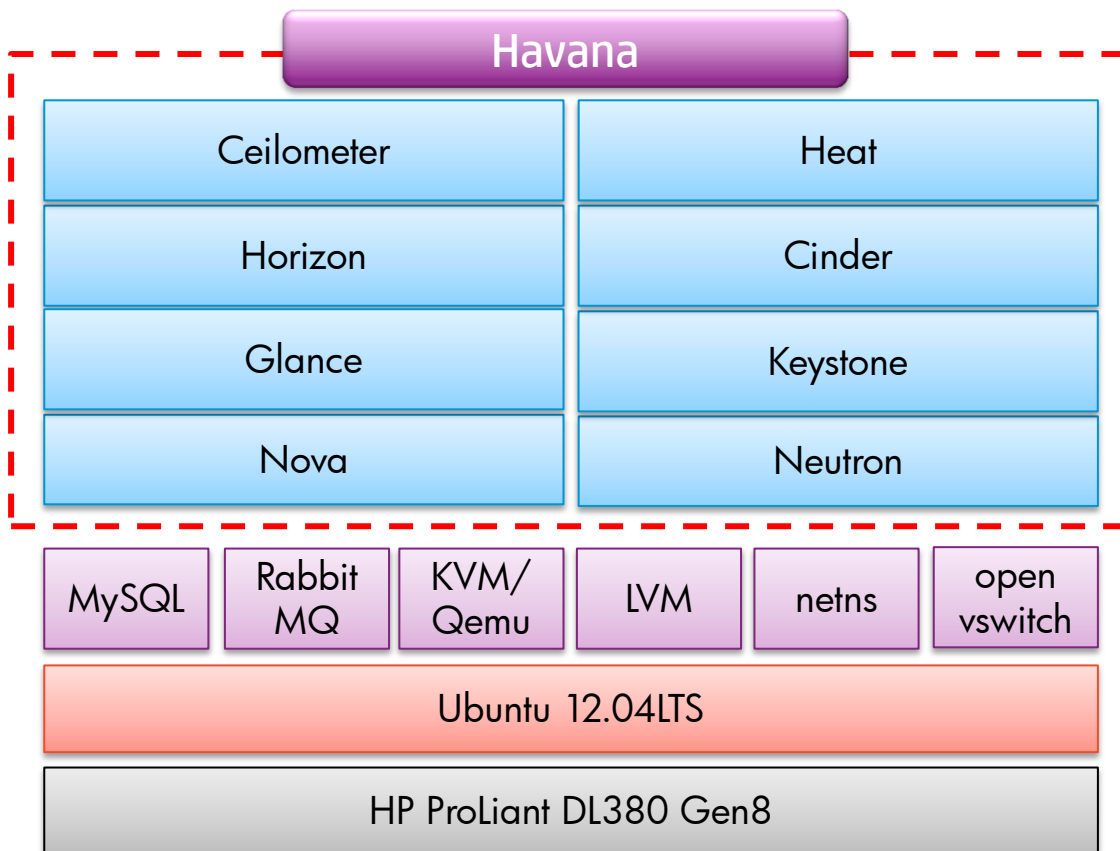 Havana
Ceilometer
Heat
Horizon
Cinder
Glance
Keystone
Nova
Neutron
MySQL
Rabbit
MQ
KVM/
Qemu
LVM
netns
open
vswitch
Ubuntu 12.04LTS
HP ProLiant DL380 Gen8